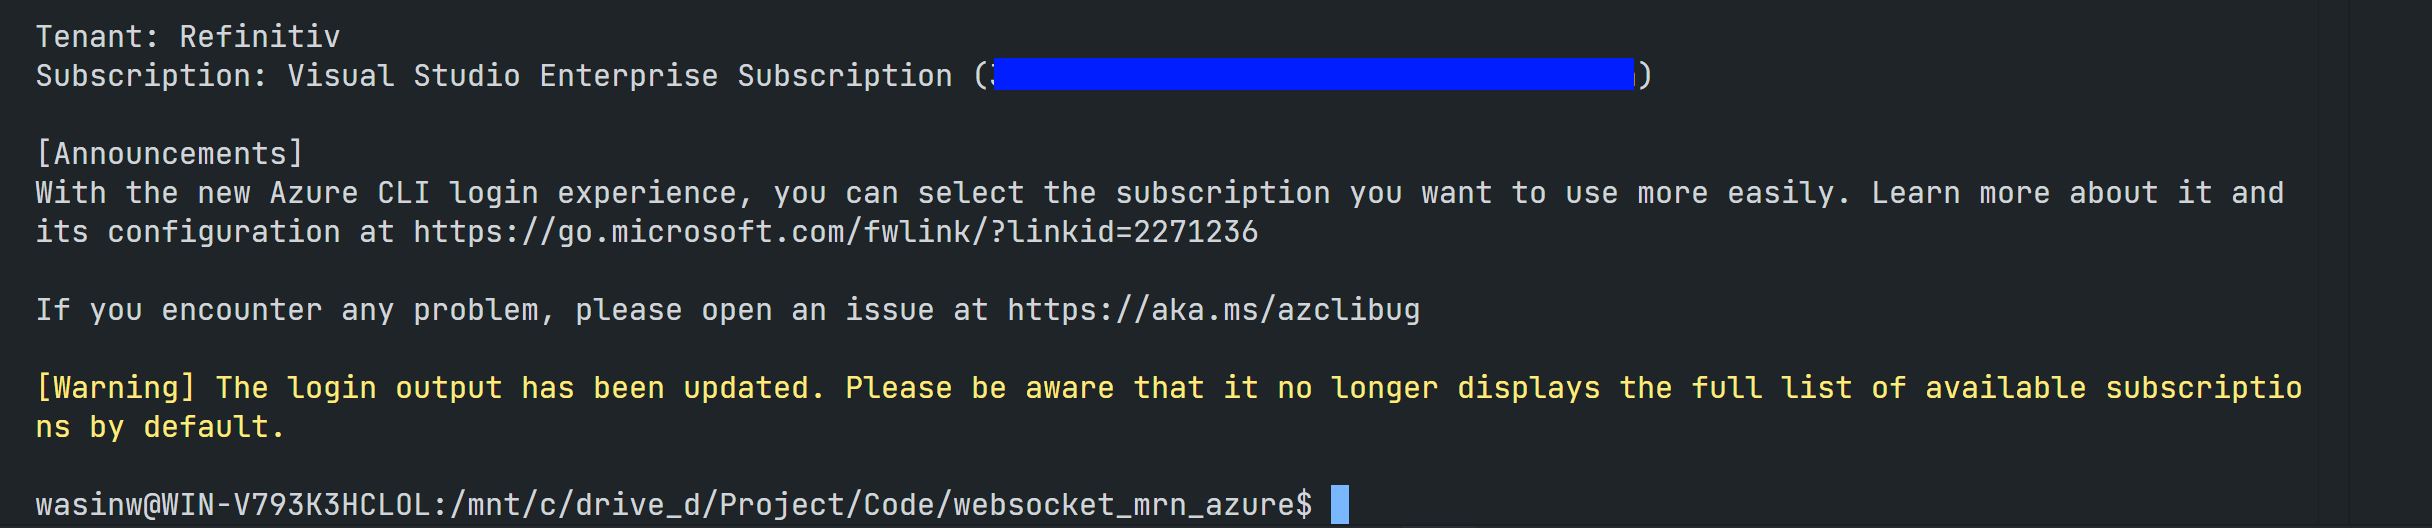 Tenant: Refinitiv
Subscription: Visual Studio Enterprise Subscription ( )
[Announcements]
With the new Azure CLI login experience, you can select the subscription you want to use more easily. Learn more about it and
its configuration at https://go.microsoft.com/fwlink/?linkid=2271236
If you encounter any problem, please open an issue at https://aka.ms/azclibug
[Warning] The login output has been updated. Please be aware that it no longer displays the full list of available subscriptio
ns by default.
wasinw@WIN-V793K3HCLOL:/mnt/c/drive_d/Project/Code/websocket_mrn_azure$